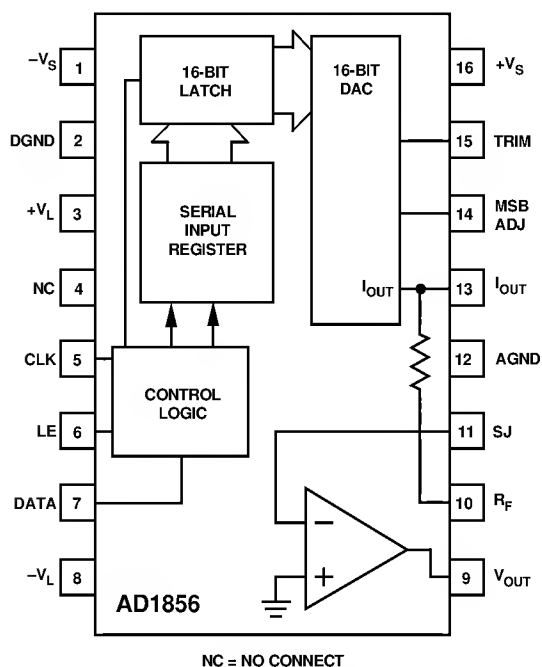 −VS 1
DGND 2
+VL 3
NC 4
CLK 5
LE 6
DATA 7
−VL 8
16-BIT
LATCH
SERIAL
INPUT
REGISTER
CONTROL
LOGIC
16-BIT
DAC
IOUT
−
+
AD1856
16 +VS
15 TRIM
14 MSB
ADJ
13 IOUT
12 AGND
11 SJ
10 RF
9 VOUT
NC = NO CONNECT